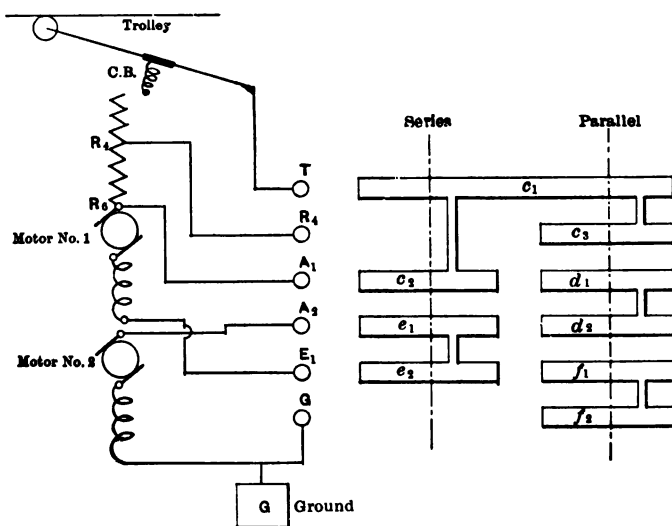 Trolley
C.B.
Series
Parallel
R4
T
c1
R6
R4
c3
Motor No. 1
A1
c2
d1
A2
e1
d2
Motor No. 2
E1
e2
f1
G
f2
G Ground